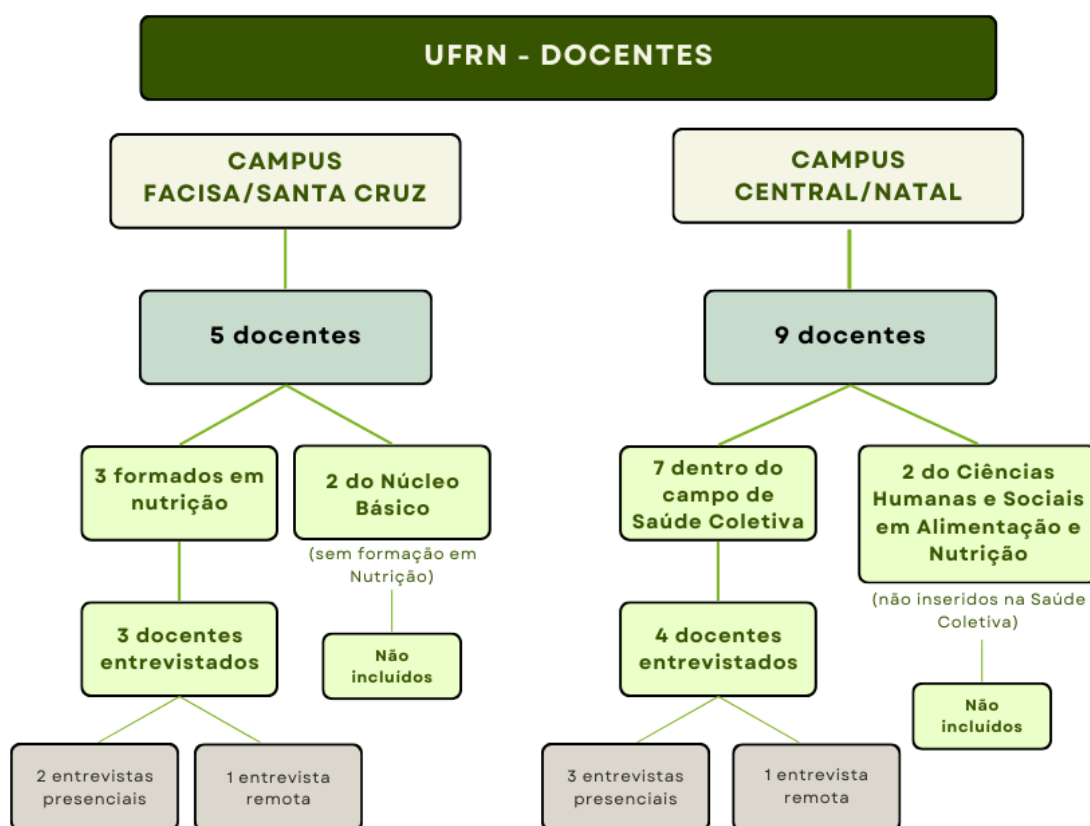 UFRN - DOCENTES
CAMPUS
FACISA/SANTA CRUZ
CAMPUS
CENTRAL/NATAL
5 docentes
9 docentes
3 formados em
nutrição
2 do Núcleo
Básico
(sem formação em
Nutrição)
7 dentro do
campo de
Saúde Coletiva
2 do Ciências
Humanas e Sociais
em Alimentação e
Nutrição
(não inseridos na Saúde
Coletiva)
3 docentes
entrevistados
Não
incluídos
4 docentes
entrevistados
Não
incluídos
2 entrevistas
presenciais
1 entrevista
remota
3 entrevistas
presenciais
1 entrevista
remota